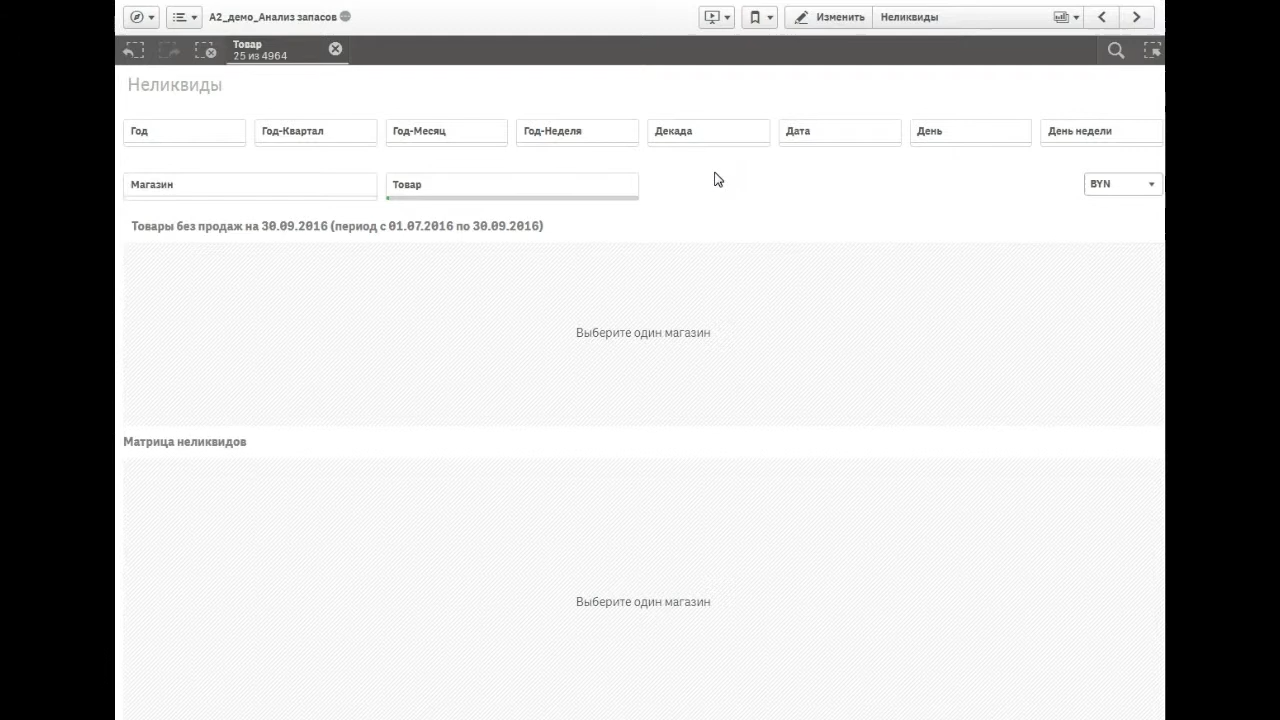 А2_демо_Анализ запасов
Изменить
Неликвиды
Товар
25 из 4964
Неликвиды
Год
Год-Квартал
Год-Месяц
Год-Неделя
Декада
Дата
День
День недели
Магазин
Товар
BYN
Товары без продаж на 30.09.2016 (период с 01.07.2016 по 30.09.2016)
Выберите один магазин
Матрица неликвидов
Выберите один магазин